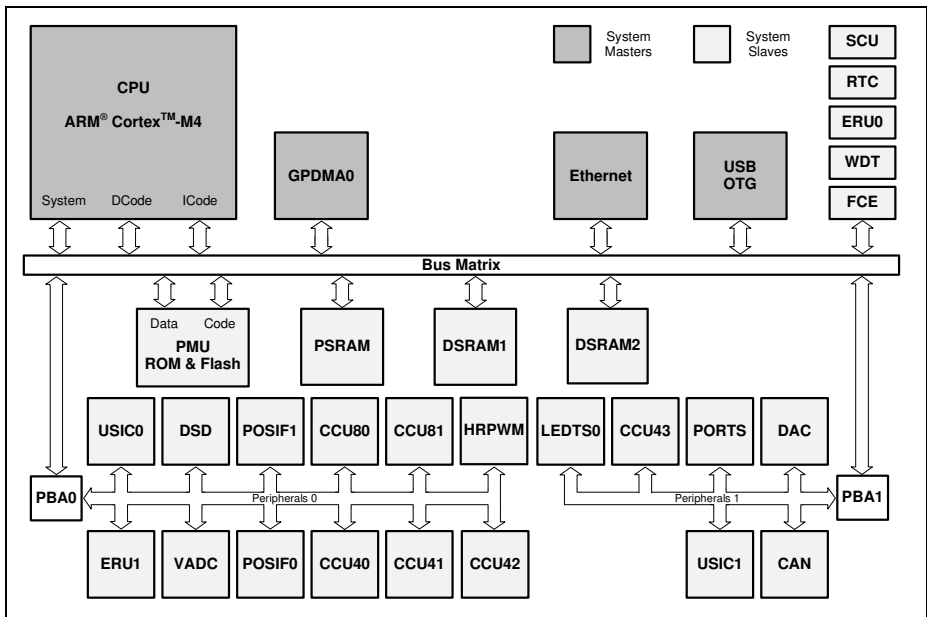 CPU
ARM® Cortex™-M4
System DCode ICode
GPDMA0
Ethernet
USB
OTG
System
Masters
System
Slaves
SCU
RTC
ERU0
WDT
FCE
Bus Matrix
Data Code
PMU
ROM & Flash
PSRAM
DSRAM1
DSRAM2
USIC0
DSD
POSIF1
CCU80
CCU81
HRPWM
LEDTS0
CCU43
PORTS
DAC
PBA0
Peripherals 0
Peripherals 1
PBA1
ERU1
VADC
POSIF0
CCU40
CCU41
CCU42
USIC1
CAN